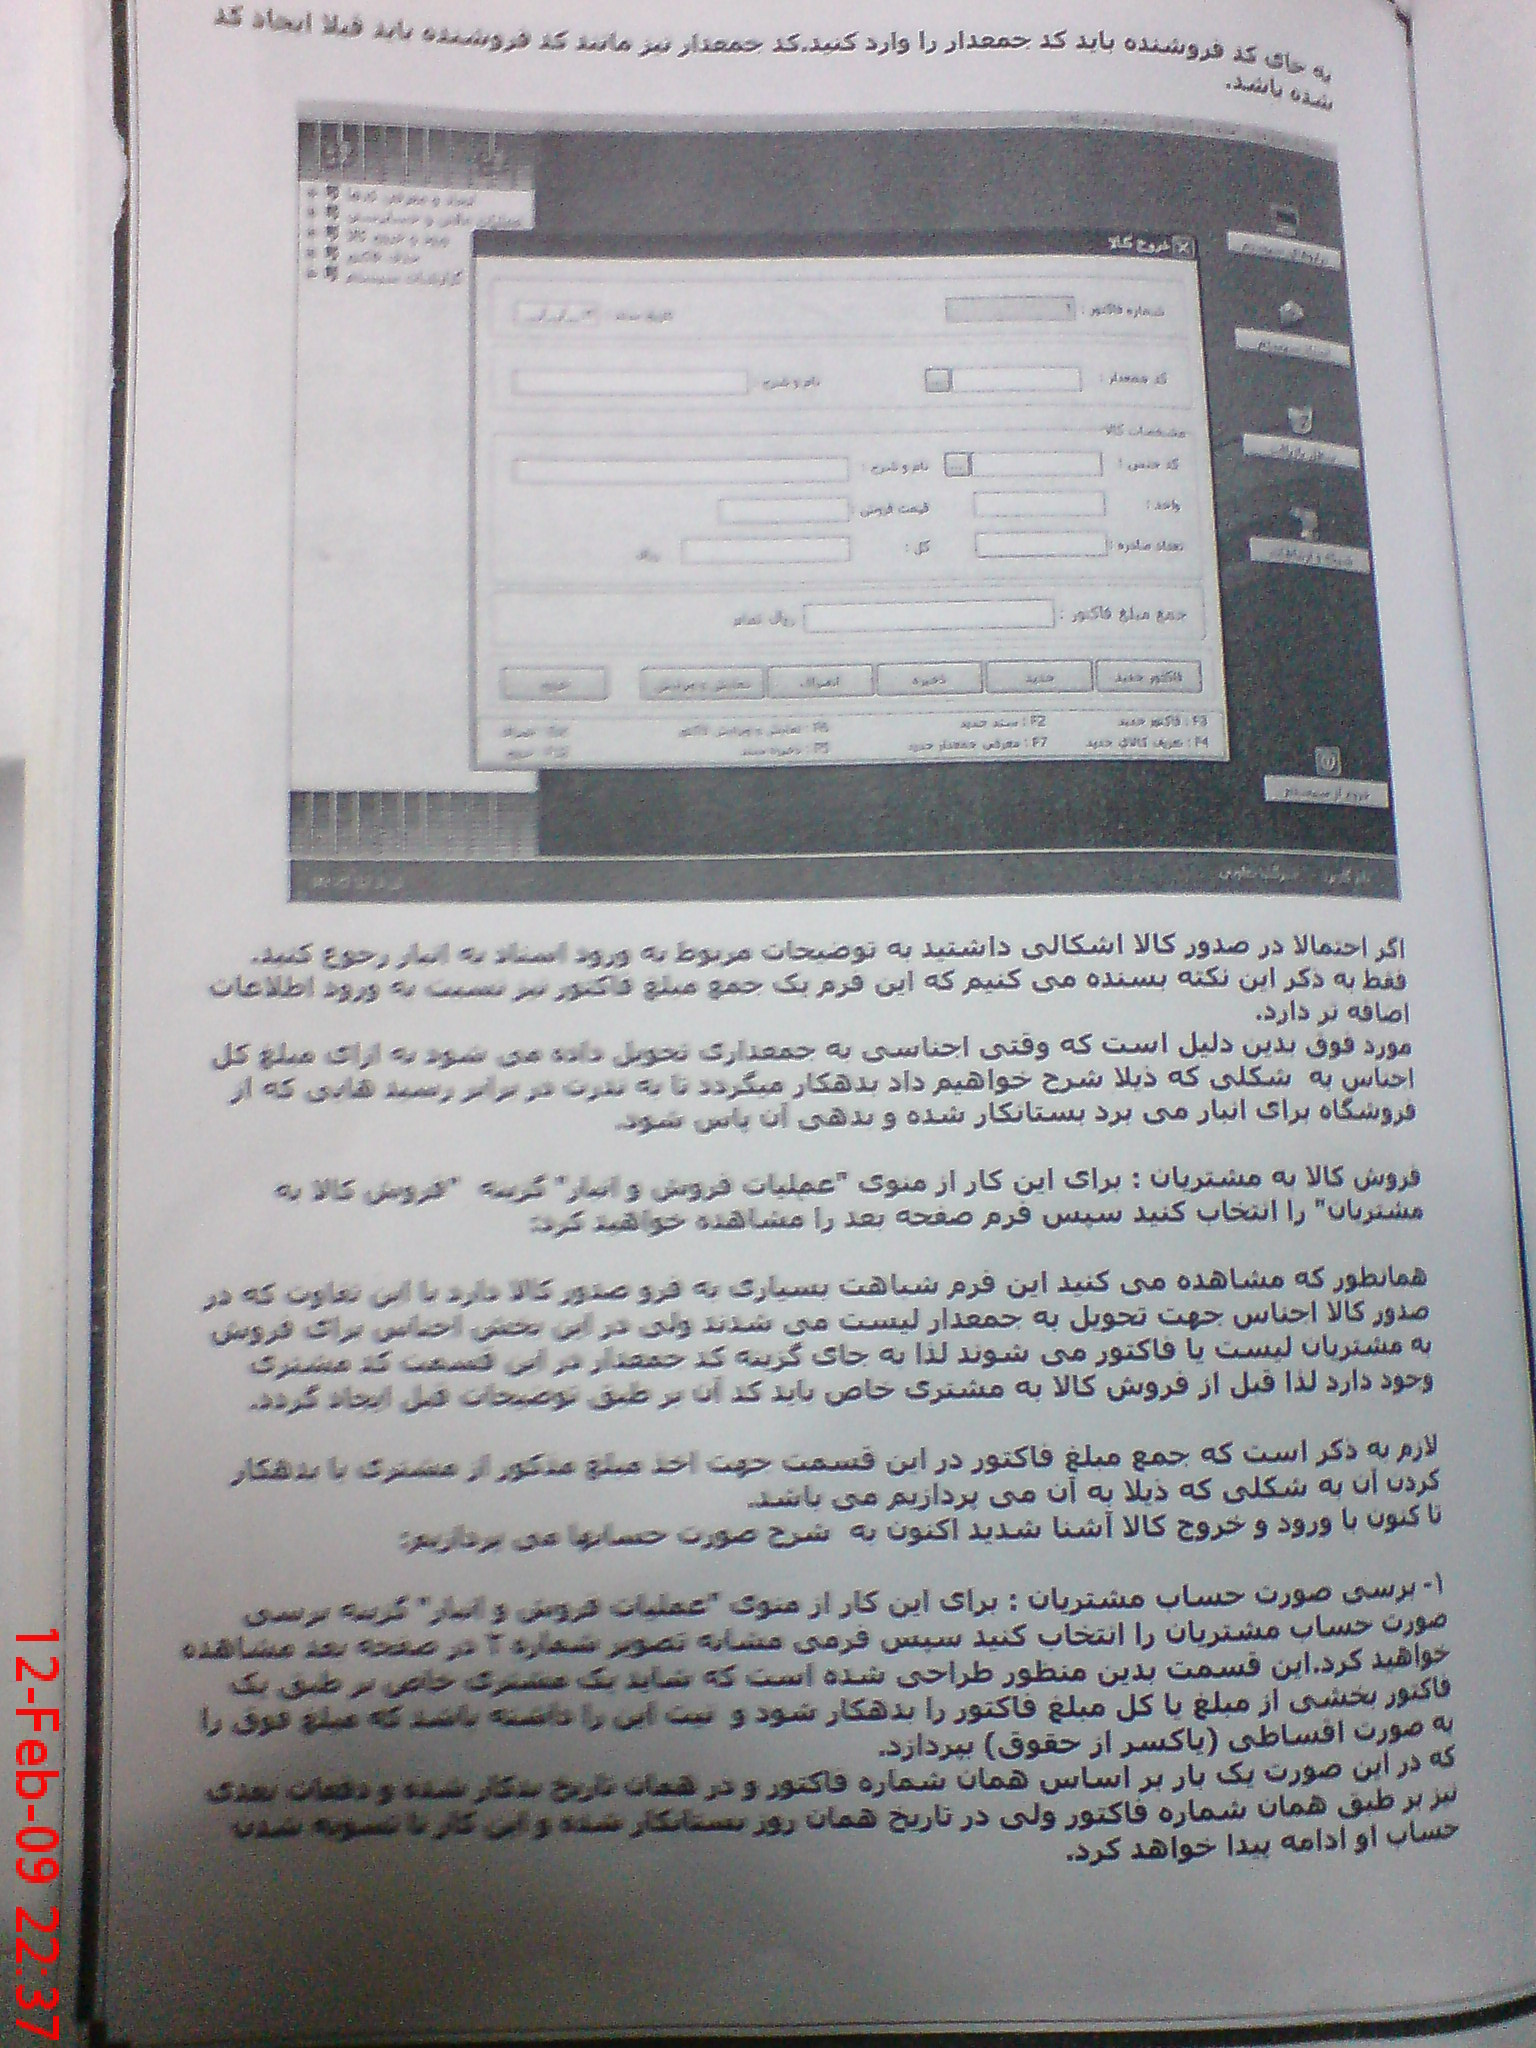 به جای کد فروشنده باید کد جمعدار را وارد کنید.کد جمعدار نیز مانند کد فروشنده باید قبلا ایجاد کد
شده باشد.
خروج کالا
شماره فاکتور : ۱
کد جمعدار : نام و شرح :
مشخصات کالا
کد جنس : نام و شرح :
واحد : قیمت فروش :
تعداد صادره : کل : ریال
جمع مبلغ فاکتور : ریال تمام
فاکتور جدید جدید ذخیره انصراف نمایش و ویرایش خروج
F3 : فاکتور جدید F2 : سند جدید F6 : نمایش و ویرایش فاکتور
F4 : تعریف کالای جدید F7 : معرفی جمعدار جدید F5 : ذخیره سند
خروج از سیستم
اگر احتمالا در صدور کالا اشکالی داشتید به توضیحات مربوط به ورود اسناد به انبار رجوع کنید.
فقط به ذکر این نکته بسنده می کنیم که این فرم یک جمع مبلغ فاکتور نیز نسبت به ورود اطلاعات
اضافه تر دارد.
مورد فوق بدین دلیل است که وقتی اجناسی به جمعداری تحویل داده می شود به ازای مبلغ کل
اجناس به شکلی که ذیلا شرح خواهیم داد بدهکار میگردد تا به ندرت در برابر رسید هایی که از
فروشگاه برای انبار می برد بستانکار شده و بدهی آن پاس شود.
فروش کالا به مشتریان : برای این کار از منوی "عملیات فروش و انبار" گزینه "فروش کالا به
مشتریان" را انتخاب کنید سپس فرم صفحه بعد را مشاهده خواهید کرد:
همانطور که مشاهده می کنید این فرم شباهت بسیاری به فرو صدور کالا دارد با این تفاوت که در
صدور کالا اجناس جهت تحویل به جمعدار لیست می شدند ولی در این بخش اجناس برای فروش
به مشتریان لیست یا فاکتور می شوند لذا به جای گزینه کد جمعدار در این قسمت کد مشتری
وجود دارد لذا قبل از فروش کالا به مشتری خاص باید کد آن بر طبق توضیحات قبل ایجاد گردد.
لازم به ذکر است که جمع مبلغ فاکتور در این قسمت جهت اخذ مبلغ مذکور از مشتری یا بدهکار
کردن آن به شکلی که ذیلا به آن می پردازیم می باشد.
تا کنون با ورود و خروج کالا آشنا شدید اکنون به شرح صورت حسابها می پردازیم:
۱- بررسی صورت حساب مشتریان : برای این کار از منوی "عملیات فروش و انبار" گزینه بررسی
صورت حساب مشتریان را انتخاب کنید سپس فرمی مشابه تصویر شماره ۲ در صفحه بعد مشاهده
خواهید کرد.این قسمت بدین منظور طراحی شده است که شاید یک مشتری خاص بر طبق یک
فاکتور بخشی از مبلغ یا کل مبلغ فاکتور را بدهکار شود و نیت این را داشته باشد که مبلغ فوق را
به صورت اقساطی (یاکسر از حقوق) بپردازد.
که در این صورت یک بار بر اساس همان شماره فاکتور و در همان تاریخ بدکار شده و دفعات بعدی
نیز بر طبق همان شماره فاکتور ولی در تاریخ همان روز بستانکار شده و این کار تا تسویه شدن
حساب او ادامه پیدا خواهد کرد.
12-Feb-09 22:37